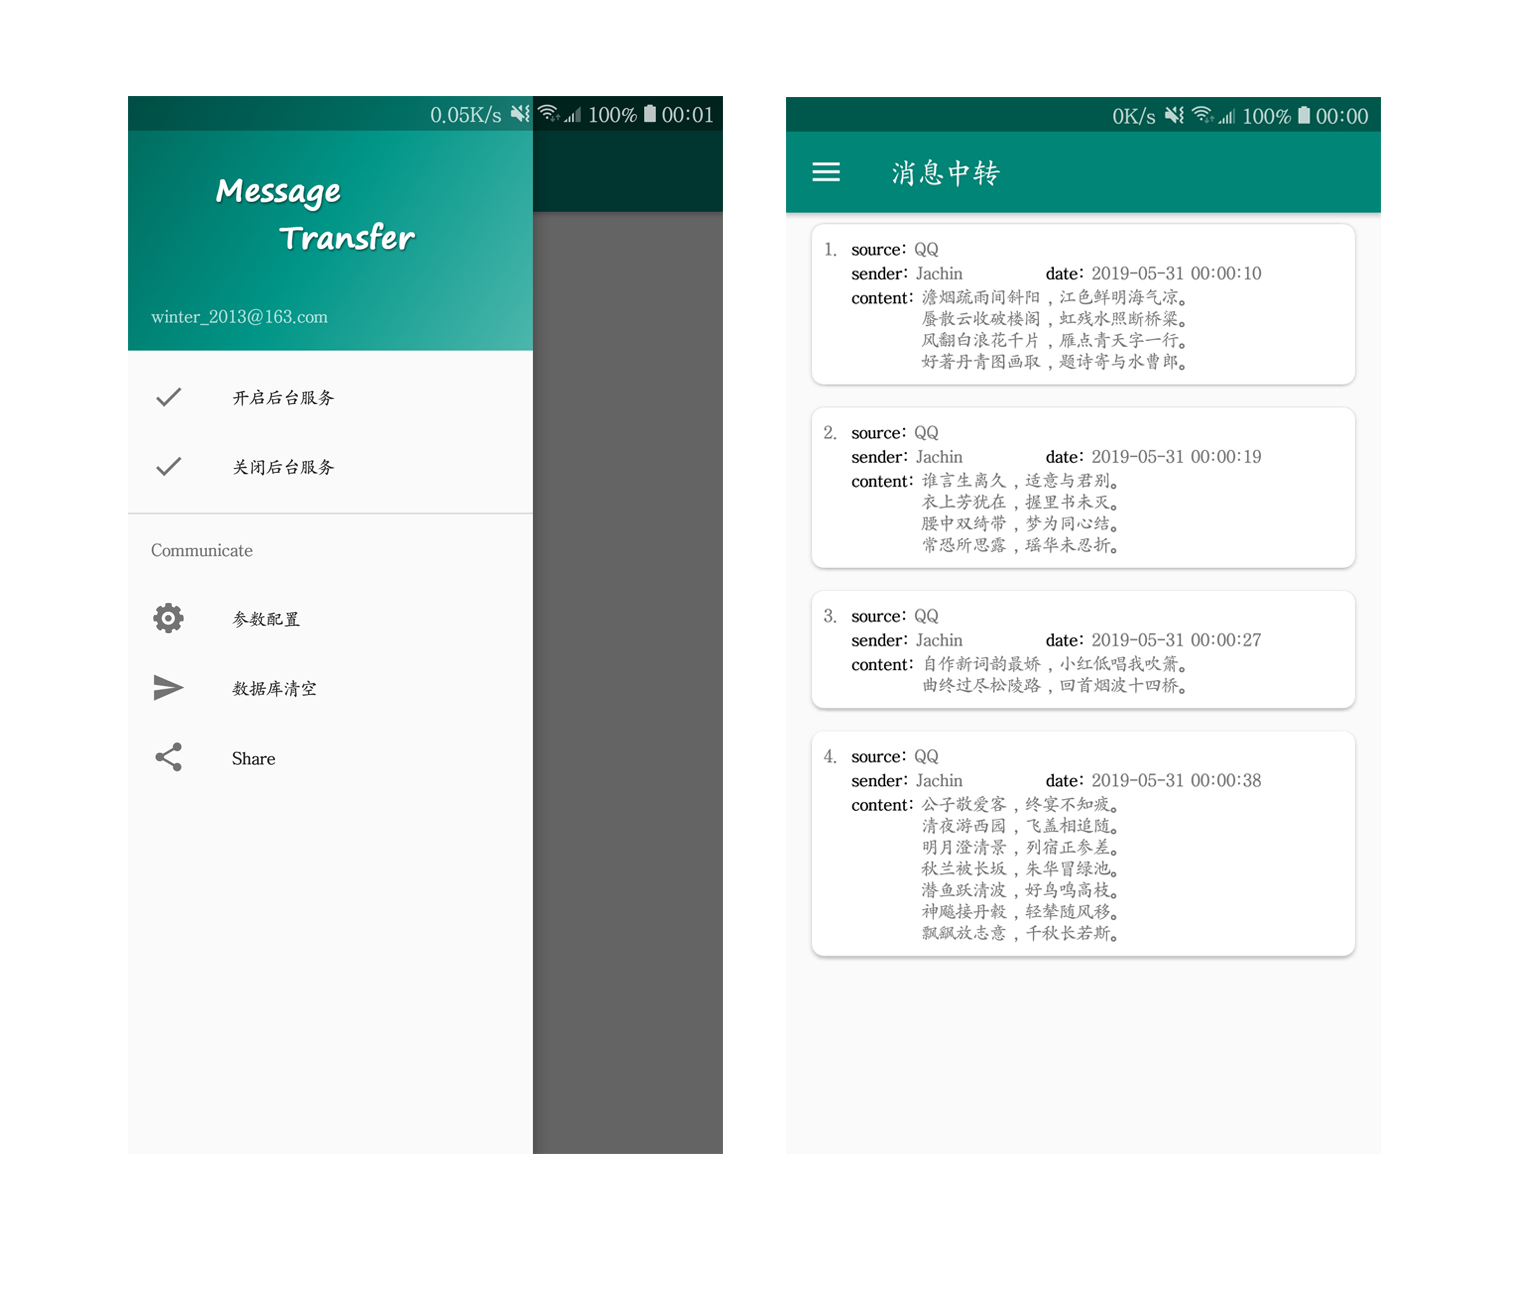 0.05K/s 100% 00:01
Message
Transfer
winter_2013@163.com
开启后台服务
关闭后台服务
Communicate
参数配置
数据库清空
Share
0K/s 100% 00:00
消息中转
1. source: QQ
sender: Jachin date: 2019-05-31 00:00:10
content: 澹烟疏雨间斜阳，江色鲜明海气凉。
蜃散云收破楼阁，虹残水照断桥梁。
风翻白浪花千片，雁点青天字一行。
好著丹青图画取，题诗寄与水曹郎。
2. source: QQ
sender: Jachin date: 2019-05-31 00:00:19
content: 谁言生离久，适意与君别。
衣上芳犹在，握里书未灭。
腰中双绮带，梦为同心结。
常恐所思露，瑶华未忍折。
3. source: QQ
sender: Jachin date: 2019-05-31 00:00:27
content: 自作新词韵最娇，小红低唱我吹箫。
曲终过尽松陵路，回首烟波十四桥。
4. source: QQ
sender: Jachin date: 2019-05-31 00:00:38
content: 公子敬爱客，终宴不知疲。
清夜游西园，飞盖相追随。
明月澄清景，列宿正参差。
秋兰被长坂，朱华冒绿池。
潜鱼跃清波，好鸟鸣高枝。
神飚接丹毂，轻辇随风移。
飘飖放志意，千秋长若斯。